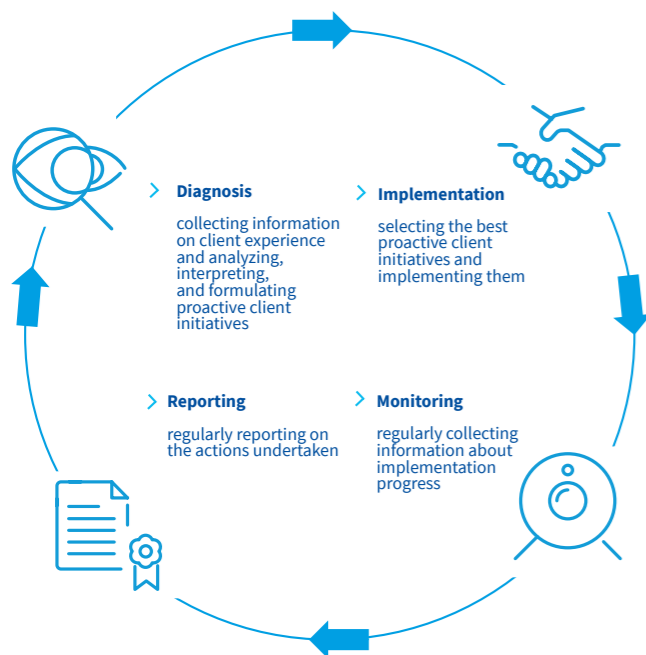 Diagnosis
collecting information
on client experience
and analyzing,
interpreting,
and formulating
proactive client
initiatives
Implementation
selecting the best
proactive client
initiatives and
implementing them
Reporting
regularly reporting on
the actions undertaken
Monitoring
regularly collecting
information about
implementation
progress